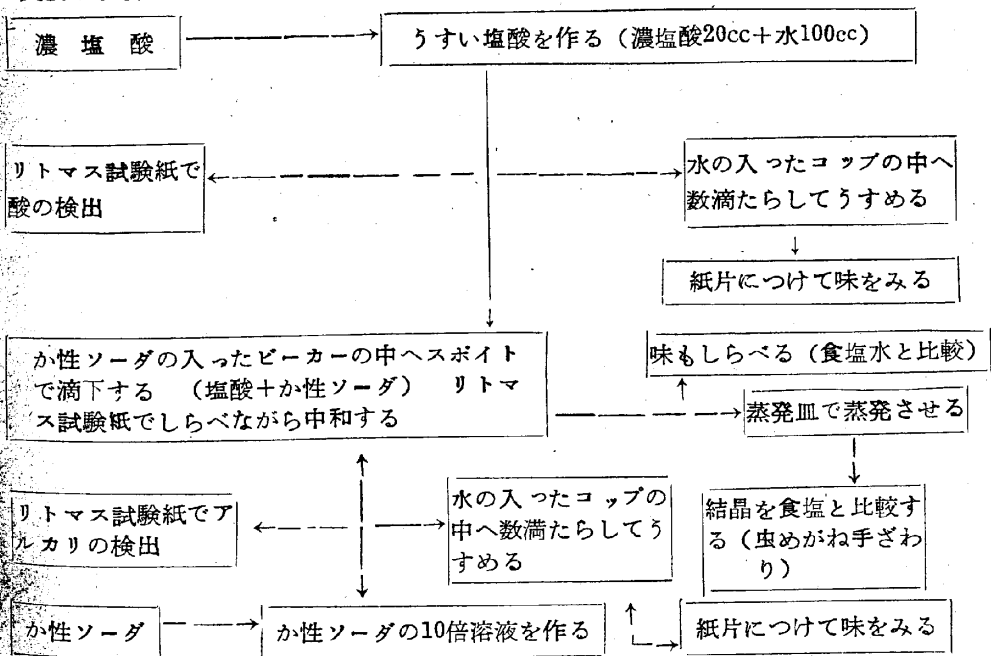 濃塩酸
うすい塩酸を作る（濃塩酸20cc＋水100cc）
リトマス試験紙で
酸の検出
水の入ったコップの中へ
数滴たらしてうすめる
紙片につけて味をみる
か性ソーダの入ったビーカーの中へスポイト
で滴下する （塩酸＋か性ソーダ） リトマ
ス試験紙でしらべながら中和する
味もしらべる（食塩水と比較）
蒸発皿で蒸発させる
リトマス試験紙でア
ルカリの検出
水の入ったコップの
中へ数満たらしてう
すめる
結晶を食塩と比較す
る（虫めがね手ざわ
り）
か性ソーダ
か性ソーダの10倍溶液を作る
紙片につけて味をみる